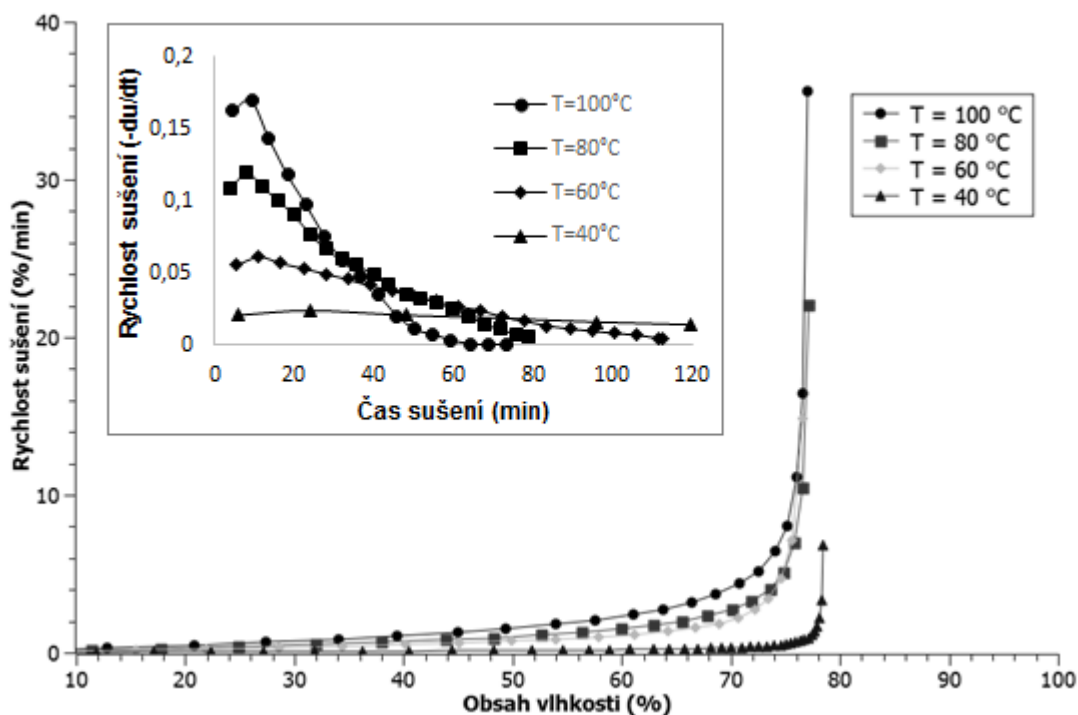 40
30
20
10
0
Rychlost sušení (%/min)
10 20 30 40 50 60 70 80 90 100
Obsah vlhkosti (%)
T = 100 °C
T = 80 °C
T = 60 °C
T = 40 °C
0,2
0,15
0,1
0,05
0
Rychlost sušení (-du/dt)
0 20 40 60 80 100 120
Čas sušení (min)
T=100°C
T=80°C
T=60°C
T=40°C